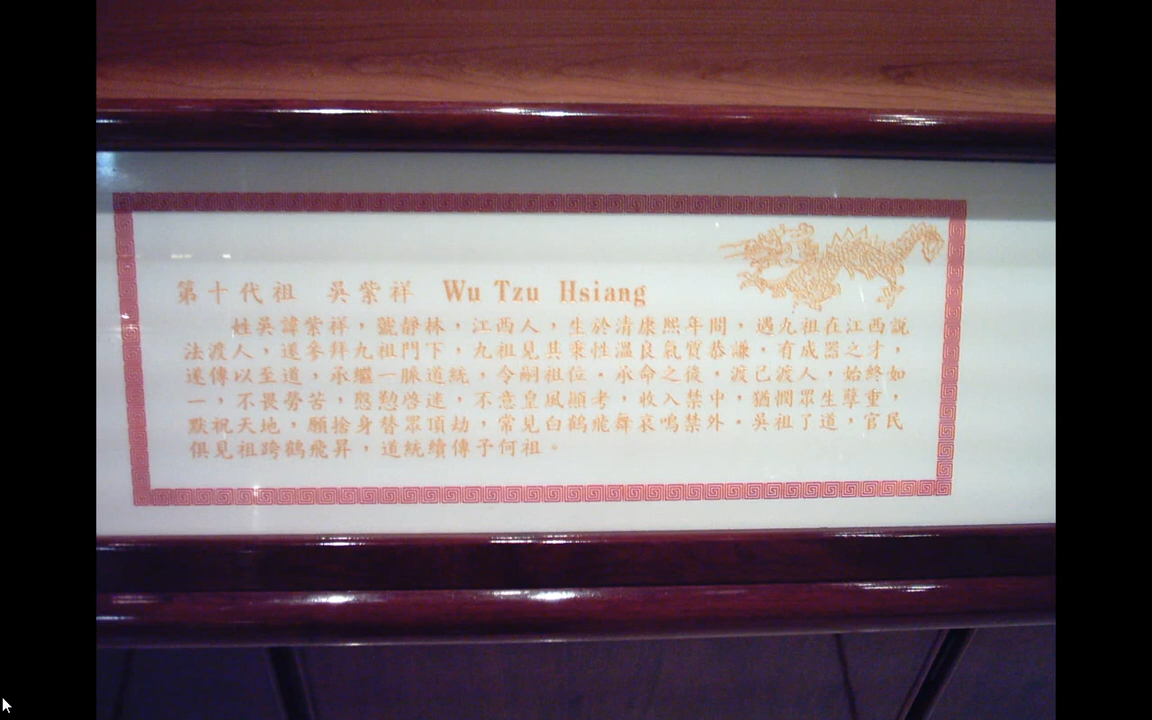 第十代祖 吳紫祥 Wu Tzu Hsiang
姓吳諱紫祥，號靜林，江西人，生於清康熙年間，遇九祖在江西說
法渡人，遂參拜九祖門下，九祖見其秉性溫良氣質恭謙，有成器之才，
遂傳以至道，承繼一脈道統，令嗣祖位。承命之後，渡己渡人，始終如
一，不畏勞苦，慇懃啓迷，不意皇風顯考，收入禁中，猶憫眾生孽重，
默祝天地，願捨身替眾頂劫，常見白鶴飛舞哀鳴禁外。吳祖了道，官民
俱見祖跨鶴飛昇，道統續傳予何祖。